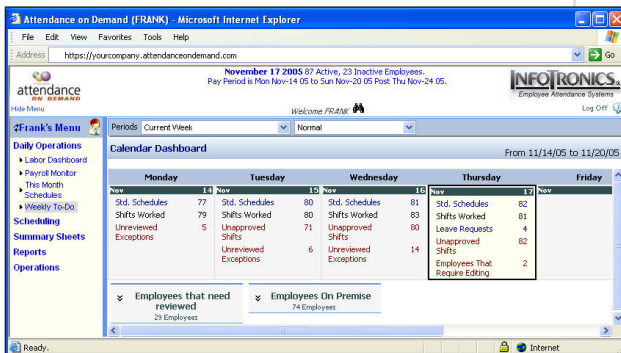 Attendance on Demand (FRANK) - Microsoft Internet Explorer
File Edit View Favorites Tools Help
Address https://yourcompany.attendanceondemand.com Go
attendance
ON DEMAND
November 17 2005 87 Active, 23 Inactive Employees.
Pay Period is Mon Nov-14 05 to Sun Nov-20 05 Post Thu Nov-24 05.
INFOTRONICS
Employee Attendance Systems
Hide Menu
Welcome FRANK
Log Off
Frank's Menu
Periods Current Week Normal
Daily Operations
Labor Dashboard
Payroll Monitor
This Month Schedules
Weekly To-Do
Scheduling
Summary Sheets
Reports
Operations
Calendar Dashboard
From 11/14/05 to 11/20/05
Monday Tuesday Wednesday Thursday Friday
Nov 14 Nov 15 Nov 16 Nov 17 Nov
Std. Schedules 77
Shifts Worked 79
Unreviewed 5
Exceptions
Std. Schedules 80
Shifts Worked 80
Unapproved 71
Shifts
Unreviewed 6
Exceptions
Std. Schedules 81
Shifts Worked 83
Unapproved 80
Shifts
Unreviewed 14
Exceptions
Std. Schedules 82
Shifts Worked 81
Leave Requests 4
Unapproved 82
Shifts
Employees That 2
Require Editing
Employees that need
reviewed
29 Employees
Employees On Premise
74 Employees
Ready.
Internet